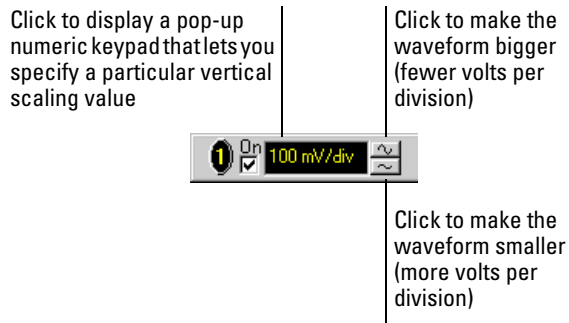 Click to display a pop-up
numeric keypad that lets you
specify a particular vertical
scaling value
Click to make the
waveform bigger
(fewer volts per
division)
1 On 100 mV/div
Click to make the
waveform smaller
(more volts per
division)